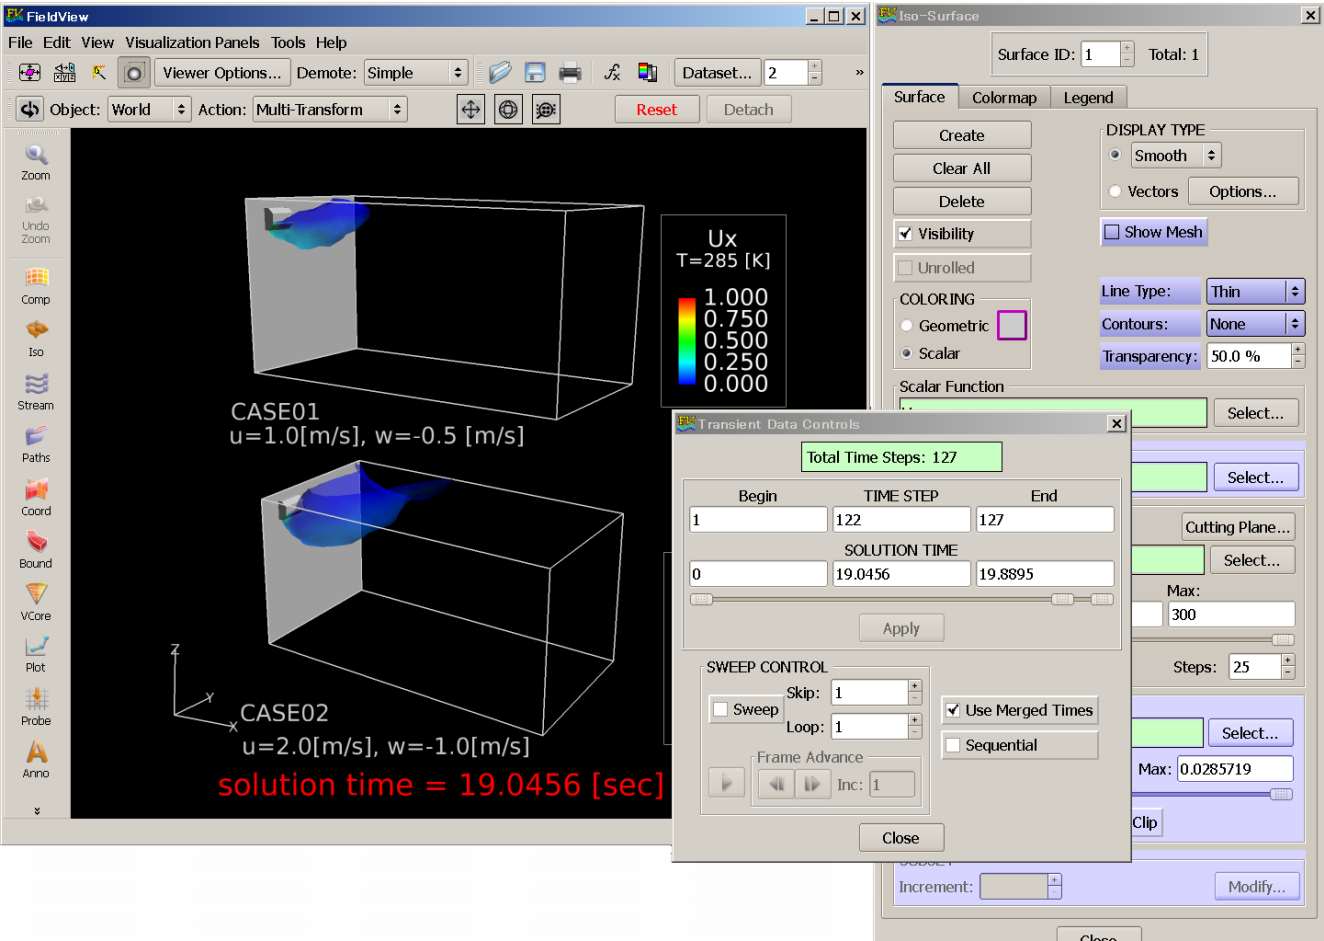 FieldView
File Edit View Visualization Panels Tools Help
Viewer Options... Demote: Simple Dataset... 2 »
Object: World Action: Multi-Transform Reset Detach
Zoom
Undo
Zoom
Comp
Iso
Stream
Paths
Coord
Bound
VCore
Plot
Probe
Anno
Ux
T=285 [K]
1.000
0.750
0.500
0.250
0.000
CASE01
u=1.0[m/s], w=-0.5 [m/s]
Z
Y
X
CASE02
u=2.0[m/s], w=-1.0[m/s]
solution time = 19.0456 [sec]
Transient Data Controls
Total Time Steps: 127
Begin TIME STEP End
1 122 127
SOLUTION TIME
0 19.0456 19.8895
Apply
SWEEP CONTROL
Sweep
Skip: 1
Loop: 1
Frame Advance
Inc: 1
Use Merged Times
Sequential
Close
Iso-Surface
Surface ID: 1 Total: 1
Surface Colormap Legend
Create
Clear All
Delete
Visibility
Unrolled
DISPLAY TYPE
Smooth
Vectors Options...
Show Mesh
COLORING
Geometric
Scalar
Line Type: Thin
Contours: None
Transparency: 50.0 %
Scalar Function
Select...
Select...
Cutting Plane...
Select...
Max:
300
Steps: 25
Select...
Max: 0.0285719
Clip
Increment:
Modify...
Close